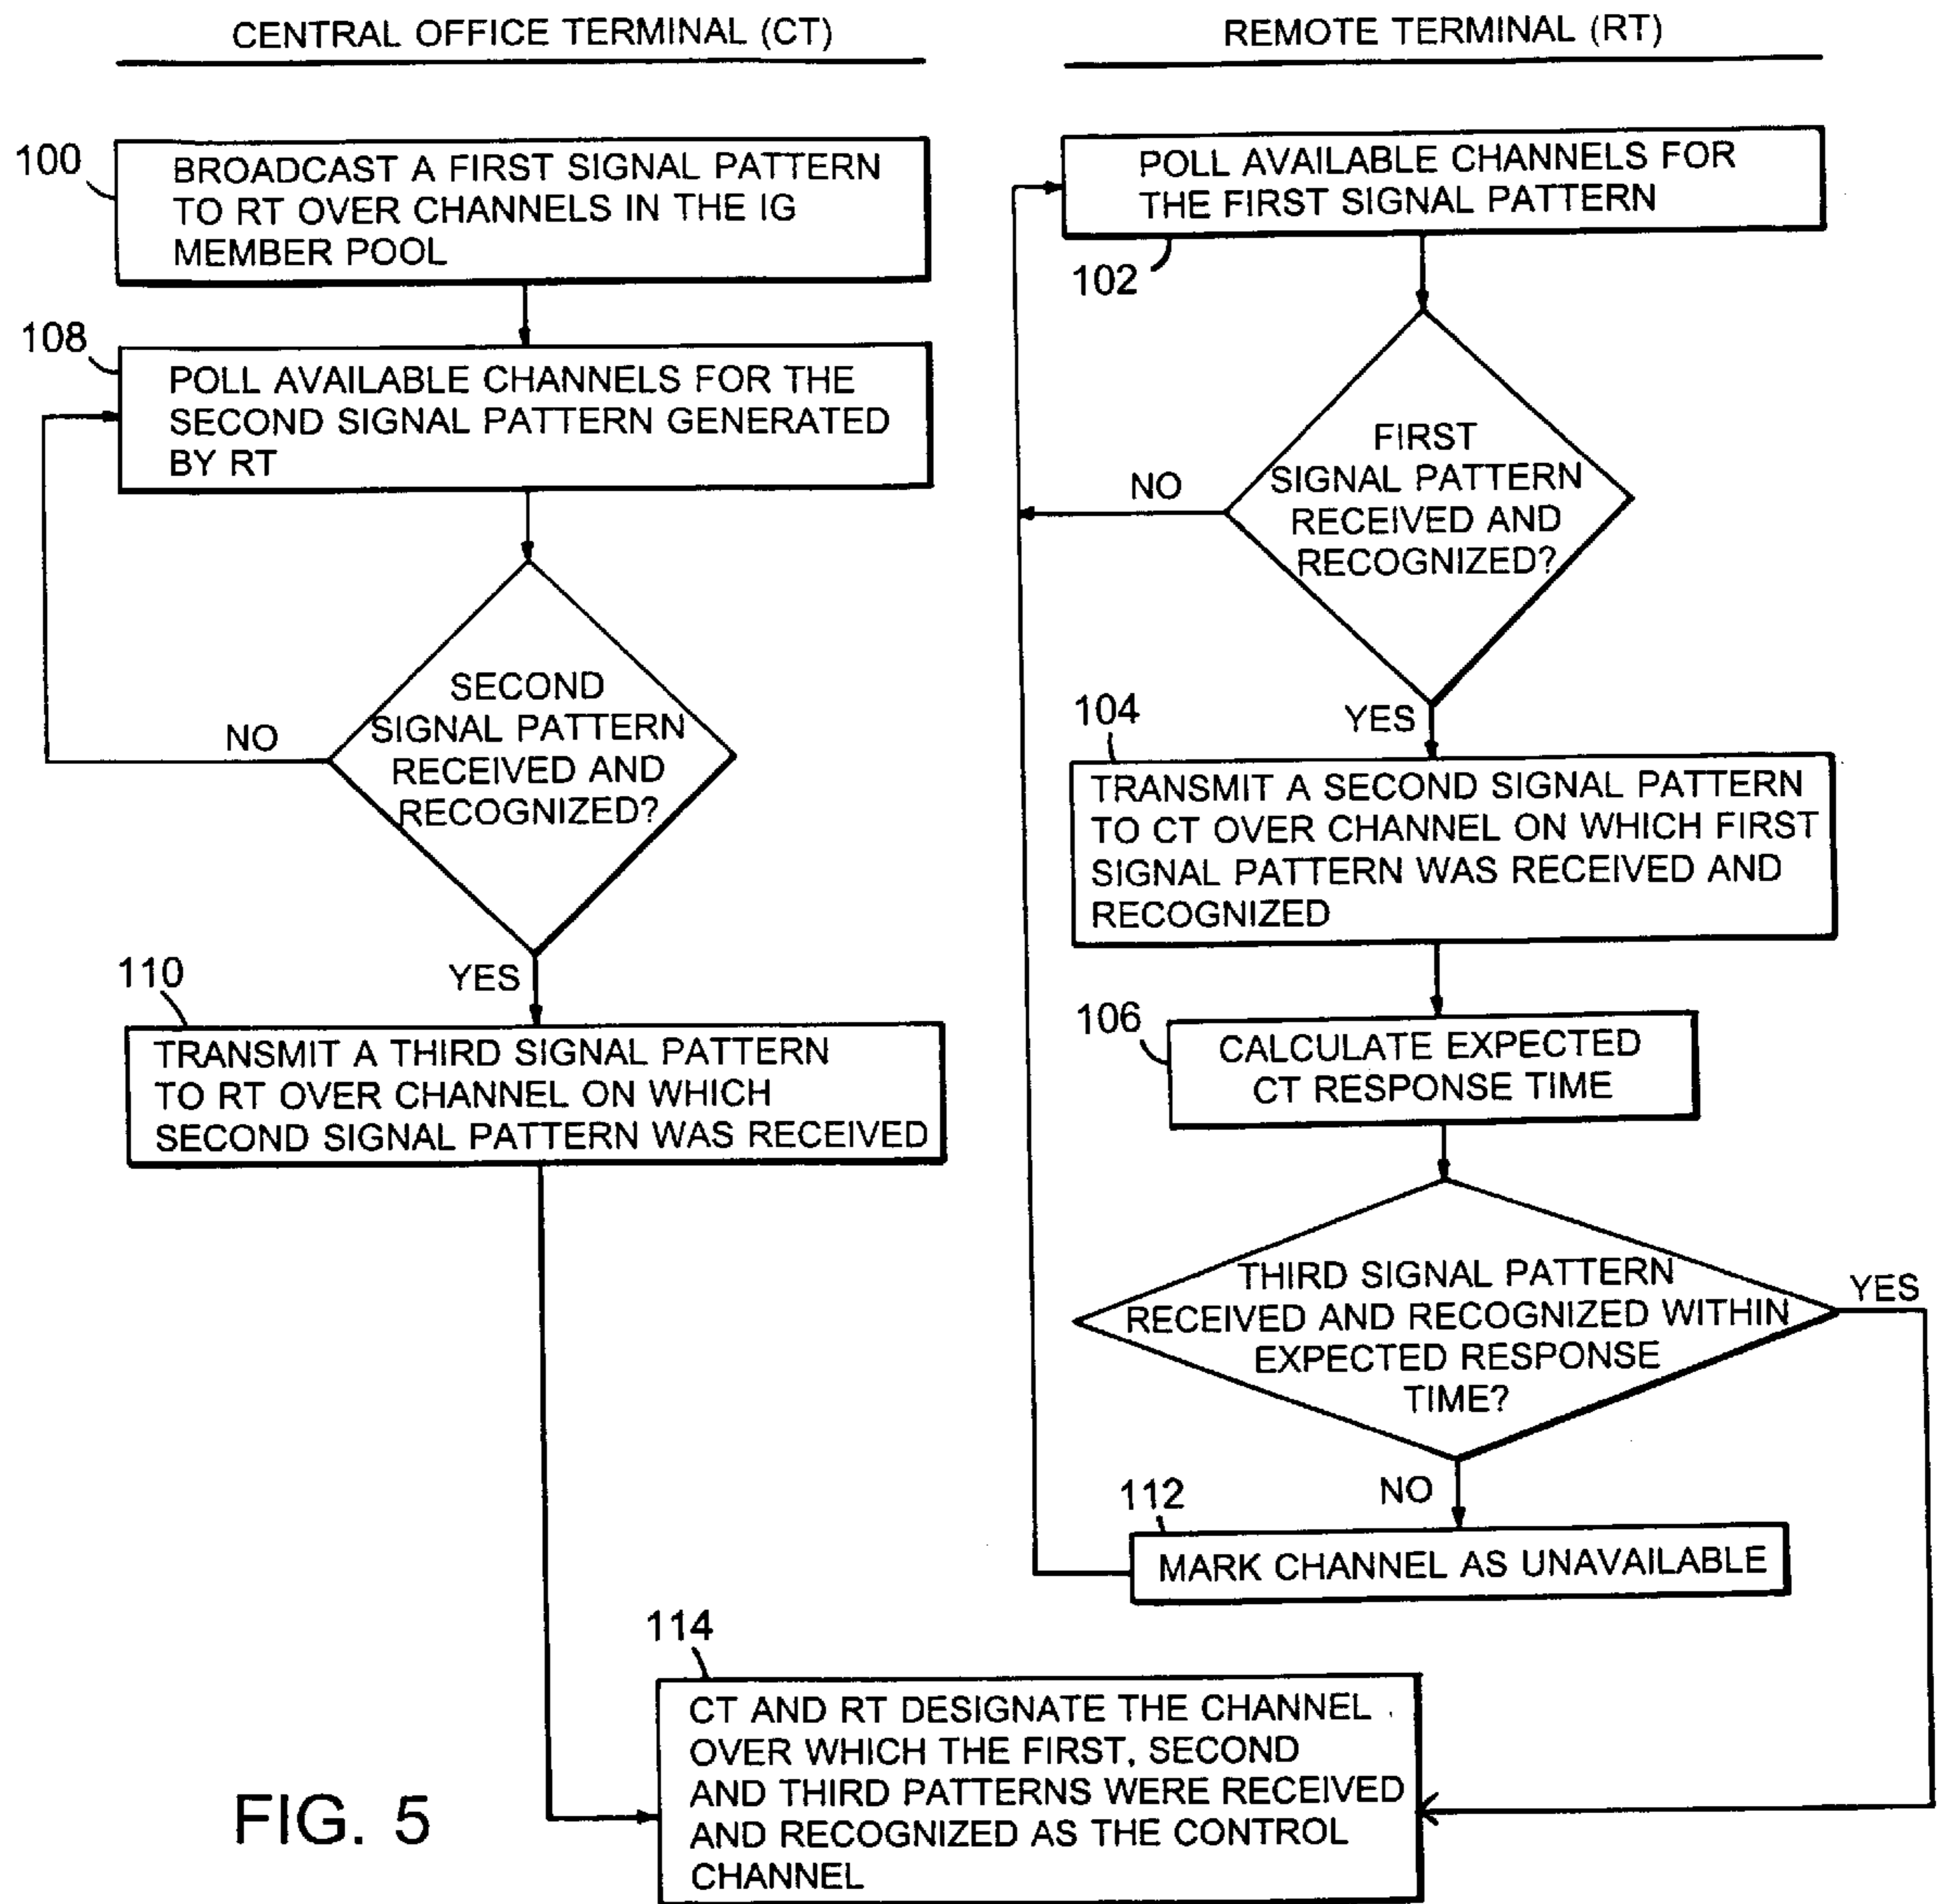 CENTRAL OFFICE TERMINAL (CT)
REMOTE TERMINAL (RT)
100
BROADCAST A FIRST SIGNAL PATTERN
TO RT OVER CHANNELS IN THE IG
MEMBER POOL
108
POLL AVAILABLE CHANNELS FOR THE
SECOND SIGNAL PATTERN GENERATED
BY RT
SECOND
SIGNAL PATTERN
RECEIVED AND
RECOGNIZED?
NO
YES
110
TRANSMIT A THIRD SIGNAL PATTERN
TO RT OVER CHANNEL ON WHICH
SECOND SIGNAL PATTERN WAS RECEIVED
POLL AVAILABLE CHANNELS FOR
THE FIRST SIGNAL PATTERN
102
FIRST
SIGNAL PATTERN
RECEIVED AND
RECOGNIZED?
NO
YES
104
TRANSMIT A SECOND SIGNAL PATTERN
TO CT OVER CHANNEL ON WHICH FIRST
SIGNAL PATTERN WAS RECEIVED AND
RECOGNIZED
106
CALCULATE EXPECTED
CT RESPONSE TIME
THIRD SIGNAL PATTERN
RECEIVED AND RECOGNIZED WITHIN
EXPECTED RESPONSE
TIME?
YES
NO
112
MARK CHANNEL AS UNAVAILABLE
114
CT AND RT DESIGNATE THE CHANNEL
OVER WHICH THE FIRST, SECOND
AND THIRD PATTERNS WERE RECEIVED
AND RECOGNIZED AS THE CONTROL
CHANNEL
FIG. 5